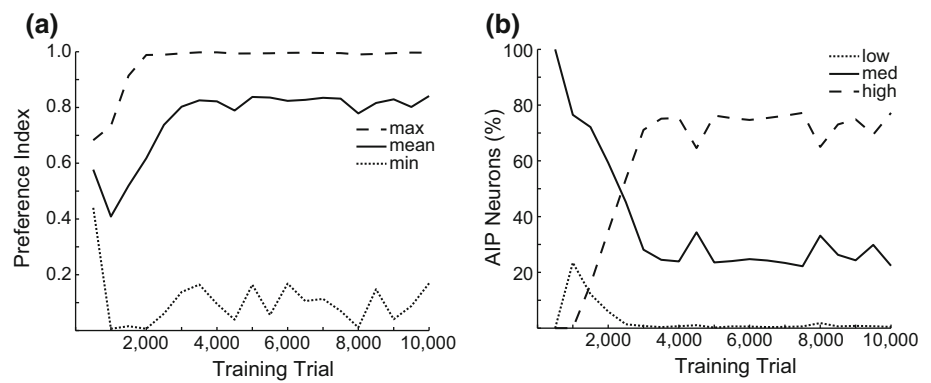 (a)
Preference Index
1.0
0.8
0.6
0.4
0.2
max
mean
min
2,000 4,000 6,000 8,000 10,000
Training Trial
(b)
AIP Neurons (%)
100
80
60
40
20
low
med
high
2,000 4,000 6,000 8,000 10,000
Training Trial